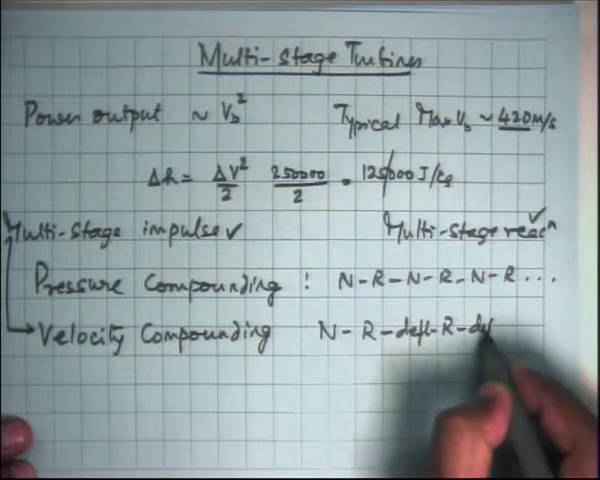 Multi-stage Turbines
Power output ~ V_b^2 Typical Max V_b ~ 420 m/s
Δh = ΔV^2/2 250000/2 = 125000 J/kg
Multi-stage impulse ✓ Multi-stage reac^n ✓
Pressure Compounding : N-R-N-R-N-R...
Velocity Compounding N-R-defl-R-def